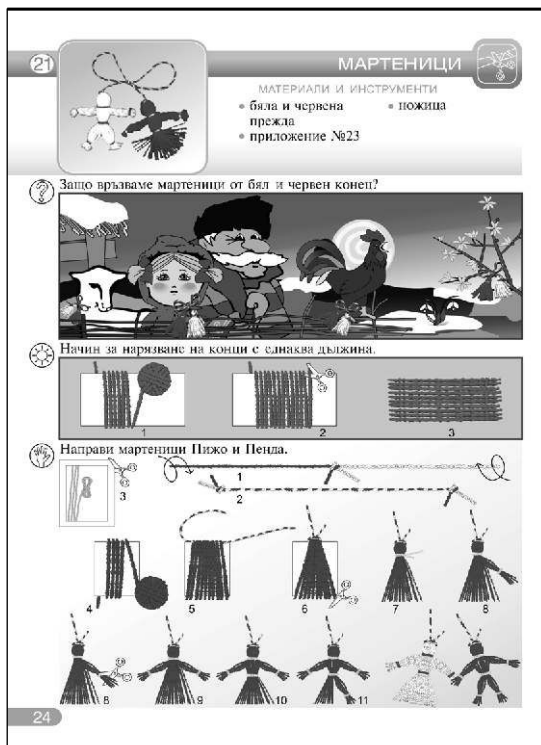 21
МАРТЕНИЦИ
МАТЕРИАЛИ И ИНСТРУМЕНТИ
• бяла и червена прежда
• ножица
• приложение №23
Защо връзваме мартеници от бял и червен конец?
Начин за нарязване на конци с еднаква дължина.
1 2 3
Направи мартеници Пижо и Пенда.
1
3
2
4 5 6 7 8
8 9 10 11
24